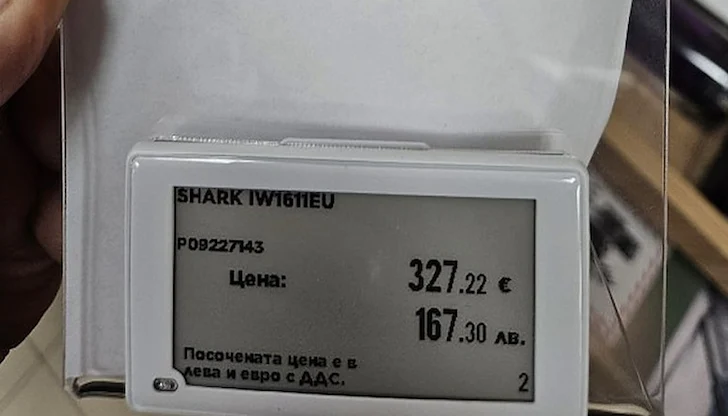 SHARK IW1611EU
P09227143
Цена: 327.22 €
167.30 лв.
Посочената цена е в
лева и евро с ДДС. 2